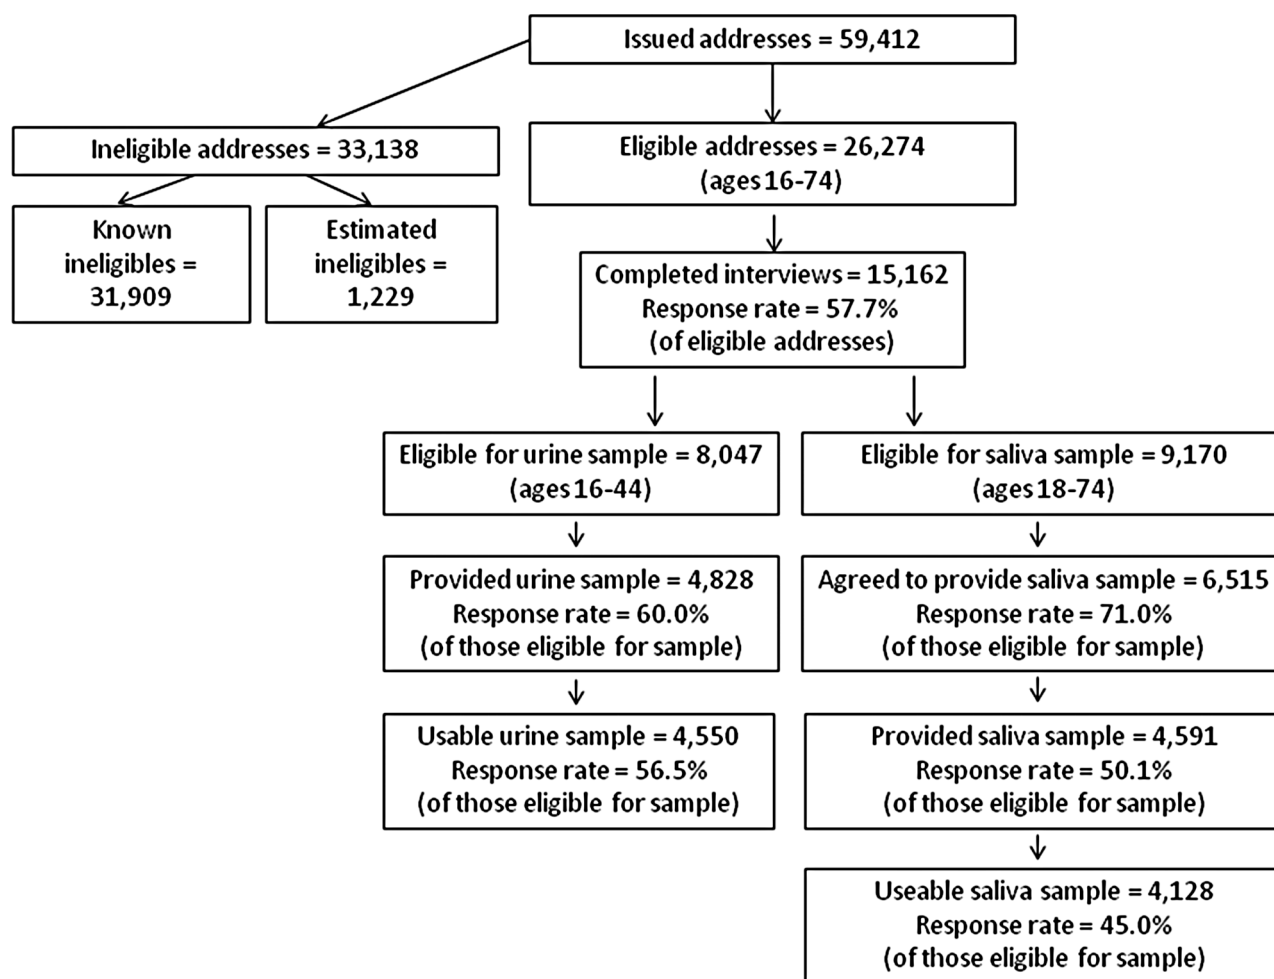 Issued addresses = 59,412
Ineligible addresses = 33,138
Eligible addresses = 26,274
(ages 16-74)
Known
ineligibles =
31,909
Estimated
ineligibles =
1,229
Completed interviews = 15,162
Response rate = 57.7%
(of eligible addresses)
Eligible for urine sample = 8,047
(ages 16-44)
Eligible for saliva sample = 9,170
(ages 18-74)
Provided urine sample = 4,828
Response rate = 60.0%
(of those eligible for sample)
Agreed to provide saliva sample = 6,515
Response rate = 71.0%
(of those eligible for sample)
Usable urine sample = 4,550
Response rate = 56.5%
(of those eligible for sample)
Provided saliva sample = 4,591
Response rate = 50.1%
(of those eligible for sample)
Useable saliva sample = 4,128
Response rate = 45.0%
(of those eligible for sample)